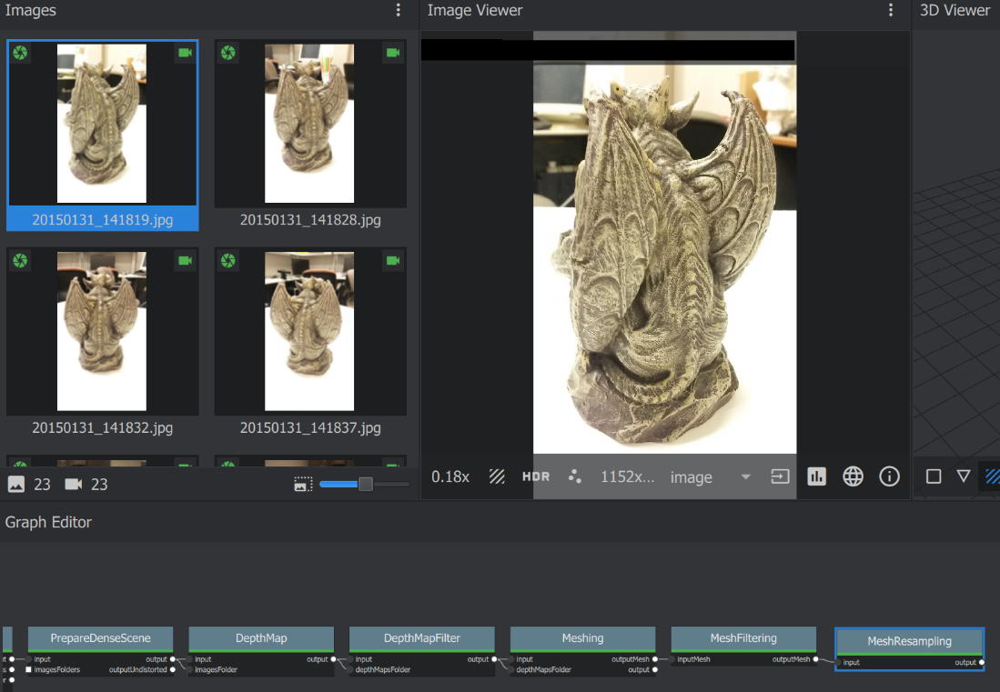 Images
Image Viewer
3D Viewer
20150131_141819.jpg
20150131_141828.jpg
20150131_141832.jpg
20150131_141837.jpg
23 23
0.18x HDR 1152x... image
Graph Editor
PrepareDenseScene
input output
imagesFolders outputUndistorted
DepthMap
input output
imagesFolder
DepthMapFilter
input output
depthMapsFolder
Meshing
input outputMesh
depthMapsFolder output
MeshFiltering
inputMesh outputMesh
MeshResampling
input output